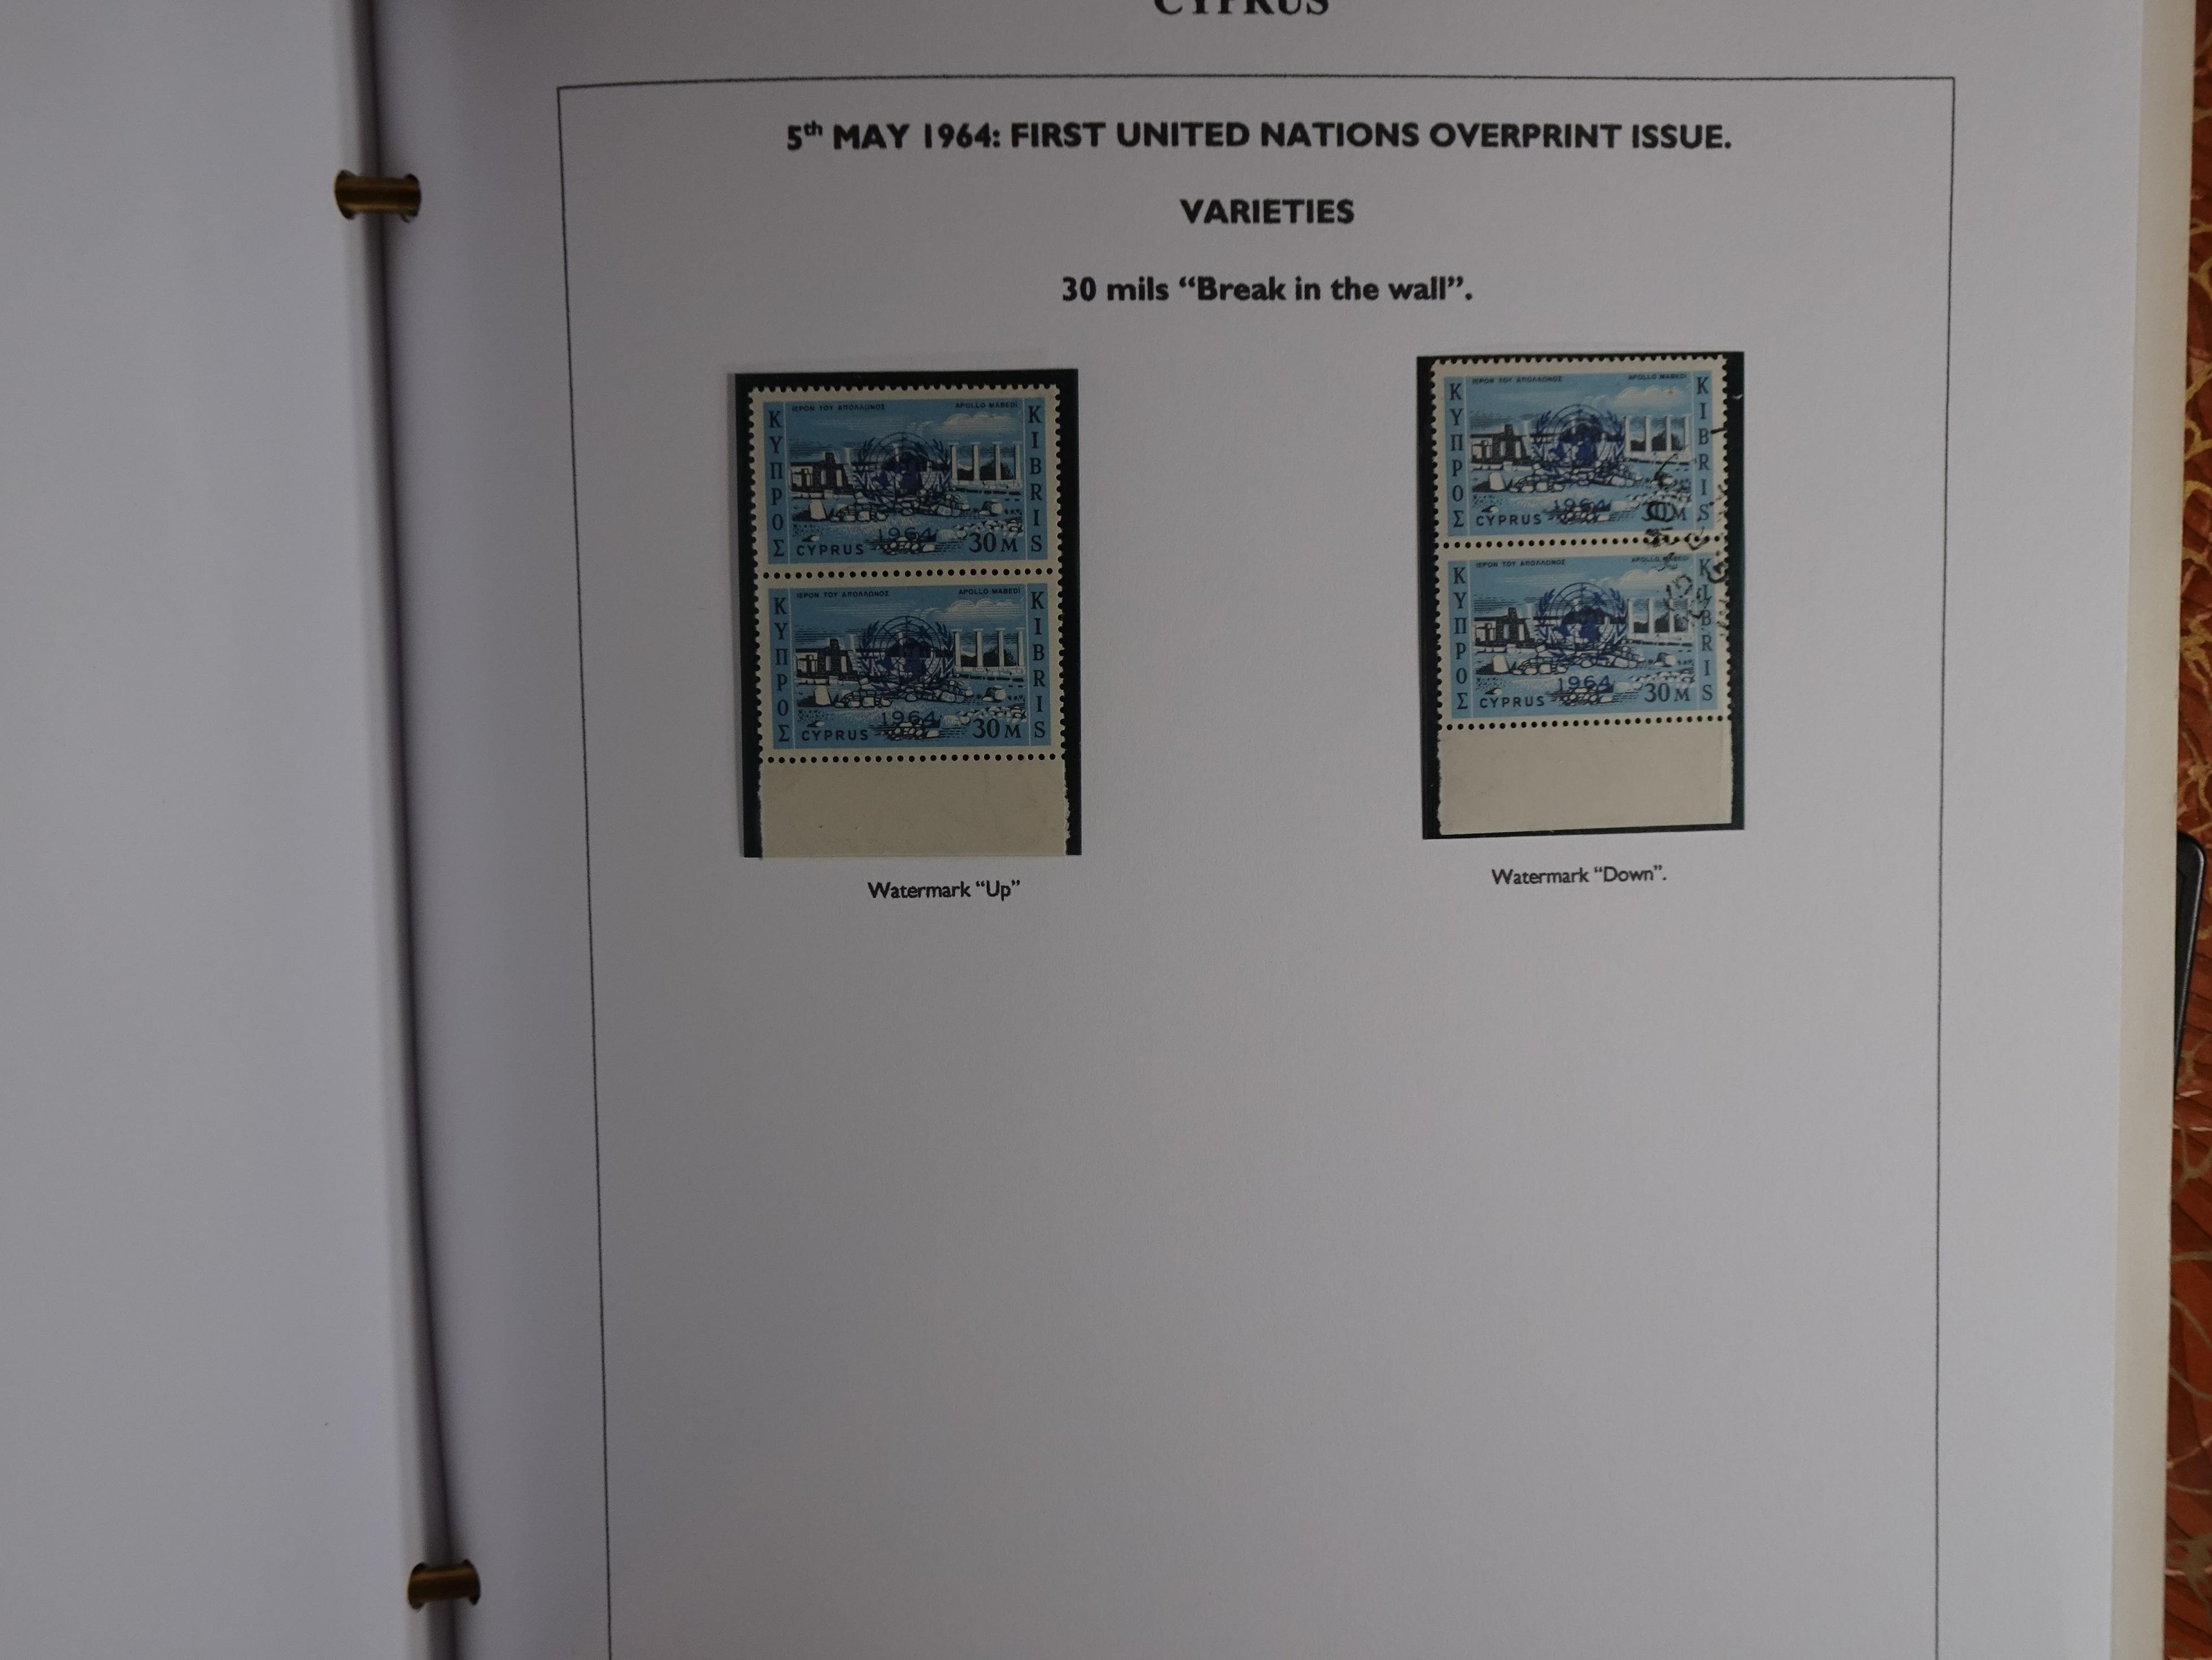 CYPRUS
5th MAY 1964: FIRST UNITED NATIONS OVERPRINT ISSUE.
VARIETIES
30 mils “Break in the wall”.
ΙΕΡΟΝ ΤΟΥ ΑΠΟΛΛΩΝΟΣ APOLLO MABEDI
ΚΥΠΡΟΣ
KIBRIS
1964
CYPRUS 30 M
ΙΕΡΟΝ ΤΟΥ ΑΠΟΛΛΩΝΟΣ APOLLO MABEDI
ΚΥΠΡΟΣ
KIBRIS
1964
CYPRUS 30 M
Watermark “Up”
ΙΕΡΟΝ ΤΟΥ ΑΠΟΛΛΩΝΟΣ APOLLO MABEDI
ΚΥΠΡΟΣ
KIBRIS
1964
CYPRUS 30 M
ΙΕΡΟΝ ΤΟΥ ΑΠΟΛΛΩΝΟΣ APOLLO MABEDI
ΚΥΠΡΟΣ
KIBRIS
1964
CYPRUS 30 M
Watermark “Down”.